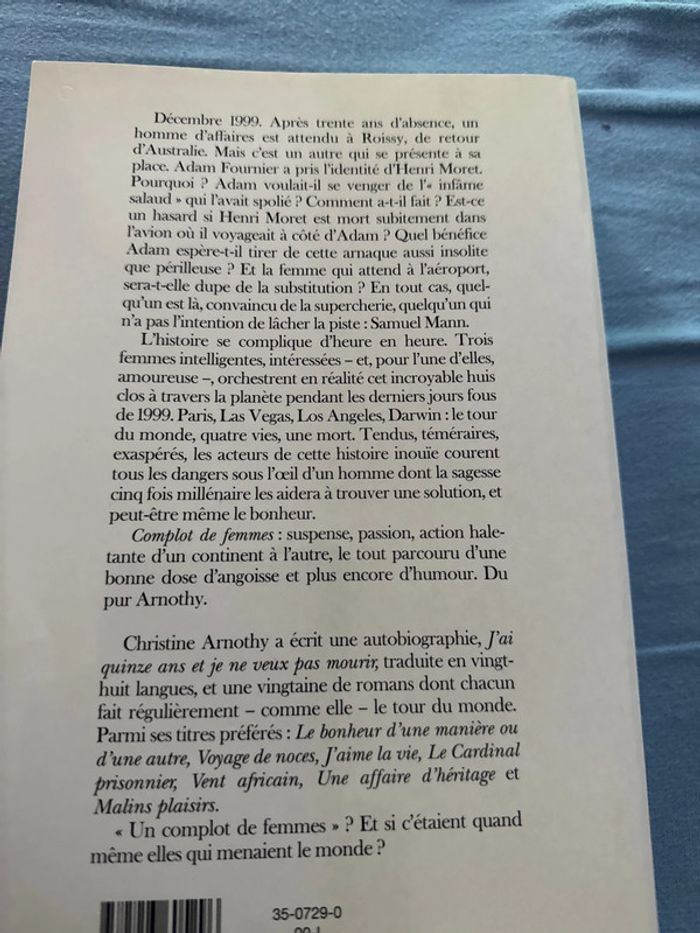 Décembre 1999. Après trente ans d'absence, un
homme d'affaires est attendu à Roissy, de retour
d'Australie. Mais c'est un autre qui se présente à sa
place. Adam Fournier a pris l'identité d'Henri Moret.
Pourquoi ? Adam voulait-il se venger de l'« infâme
salaud » qui l'avait spolié ? Comment a-t-il fait ? Est-ce
un hasard si Henri Moret est mort subitement dans
l'avion où il voyageait à côté d'Adam ? Quel bénéfice
Adam espère-t-il tirer de cette arnaque aussi insolite
que périlleuse ? Et la femme qui attend à l'aéroport,
sera-t-elle dupe de la substitution ? En tout cas, quel-
qu'un est là, convaincu de la supercherie, quelqu'un qui
n'a pas l'intention de lâcher la piste : Samuel Mann.
L'histoire se complique d'heure en heure. Trois
femmes intelligentes, intéressées – et, pour l'une d'elles,
amoureuse –, orchestrent en réalité cet incroyable huis
clos à travers la planète pendant les derniers jours fous
de 1999. Paris, Las Vegas, Los Angeles, Darwin : le tour
du monde, quatre vies, une mort. Tendus, téméraires,
exaspérés, les acteurs de cette histoire inouïe courent
tous les dangers sous l'œil d'un homme dont la sagesse
cinq fois millénaire les aidera à trouver une solution, et
peut-être même le bonheur.
Complot de femmes : suspense, passion, action hale-
tante d'un continent à l'autre, le tout parcouru d'une
bonne dose d'angoisse et plus encore d'humour. Du
pur Arnothy.
Christine Arnothy a écrit une autobiographie, J'ai
quinze ans et je ne veux pas mourir, traduite en vingt-
huit langues, et une vingtaine de romans dont chacun
fait régulièrement – comme elle – le tour du monde.
Parmi ses titres préférés : Le bonheur d'une manière ou
d'une autre, Voyage de noces, J'aime la vie, Le Cardinal
prisonnier, Vent africain, Une affaire d'héritage et
Malins plaisirs.
« Un complot de femmes » ? Et si c'étaient quand
même elles qui menaient le monde ?
35-0729-0